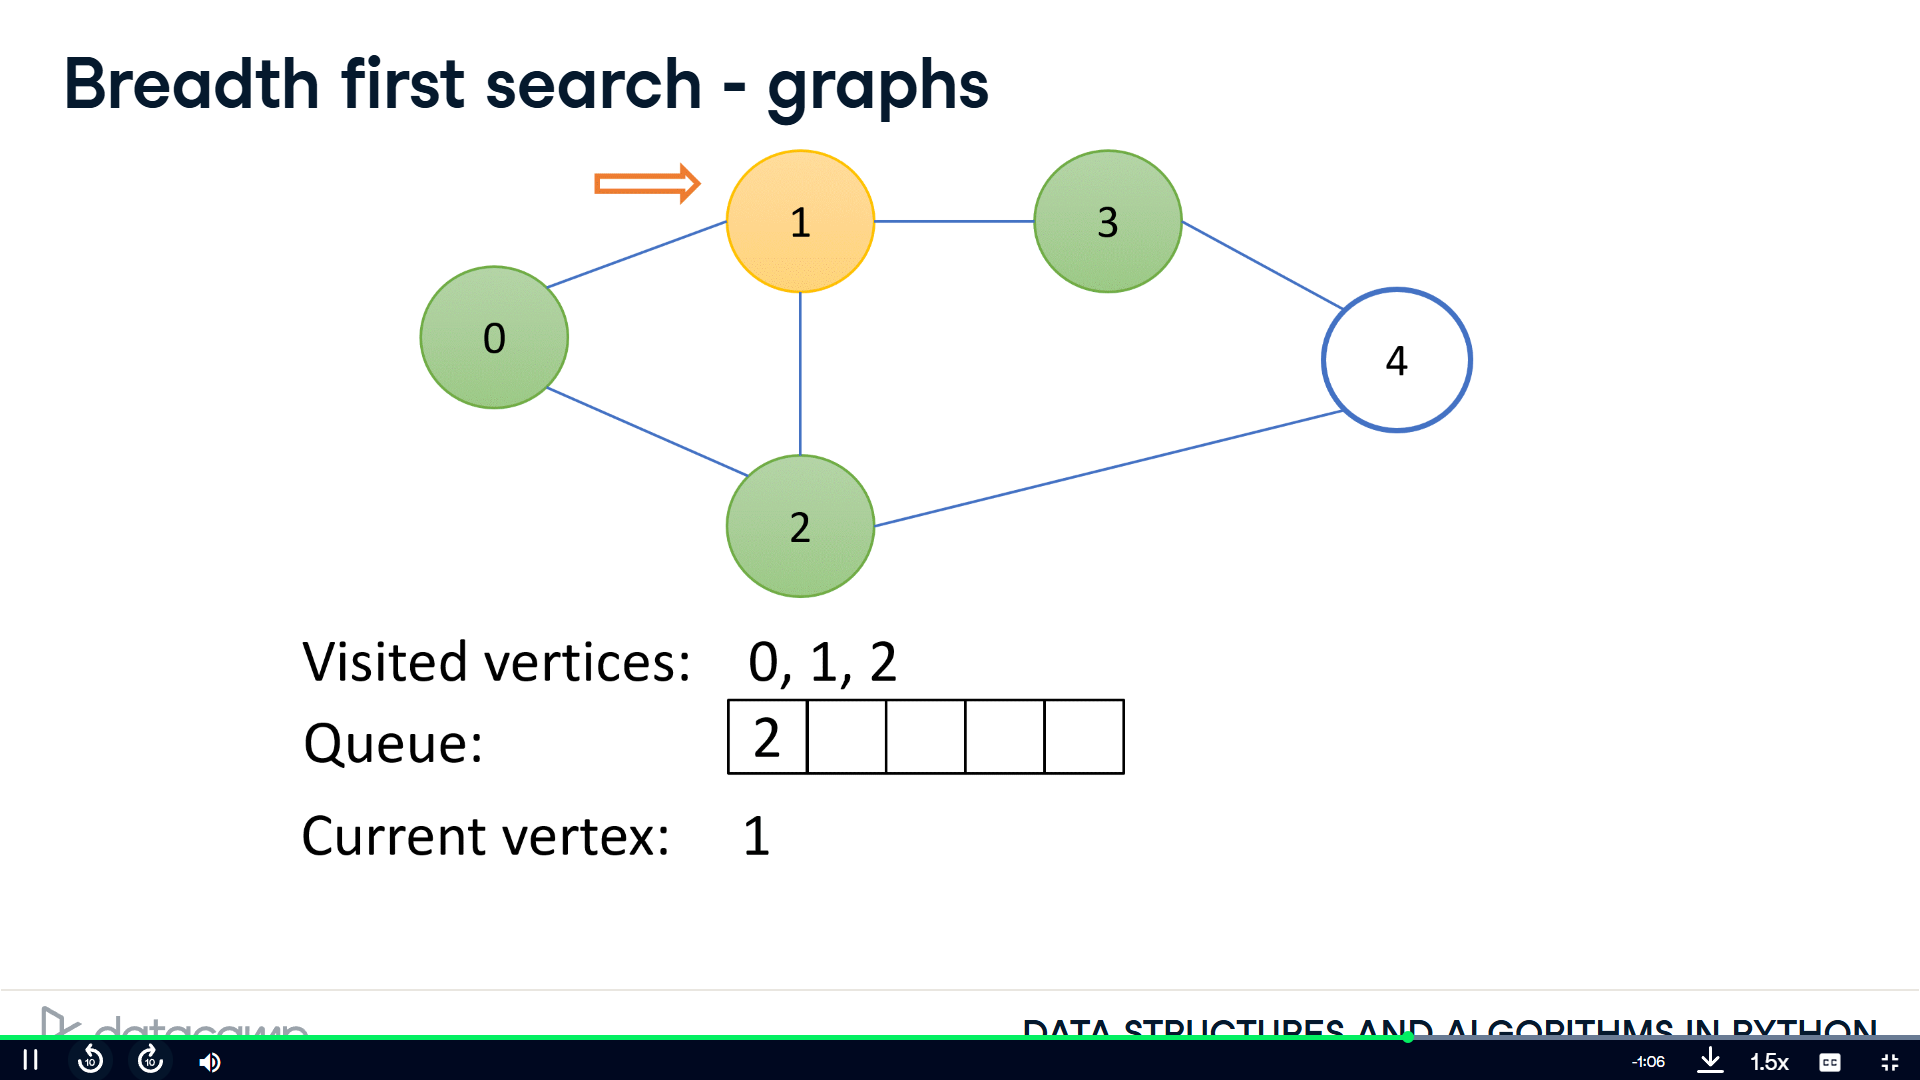 Breadth first search - graphs
1
3
0
4
2
Visited vertices: 0, 1, 2
Queue: 2
Current vertex: 1
datacamp
DATA STRUCTURES AND ALGORITHMS IN PYTHON
10 10 -1:06 1.5x CC